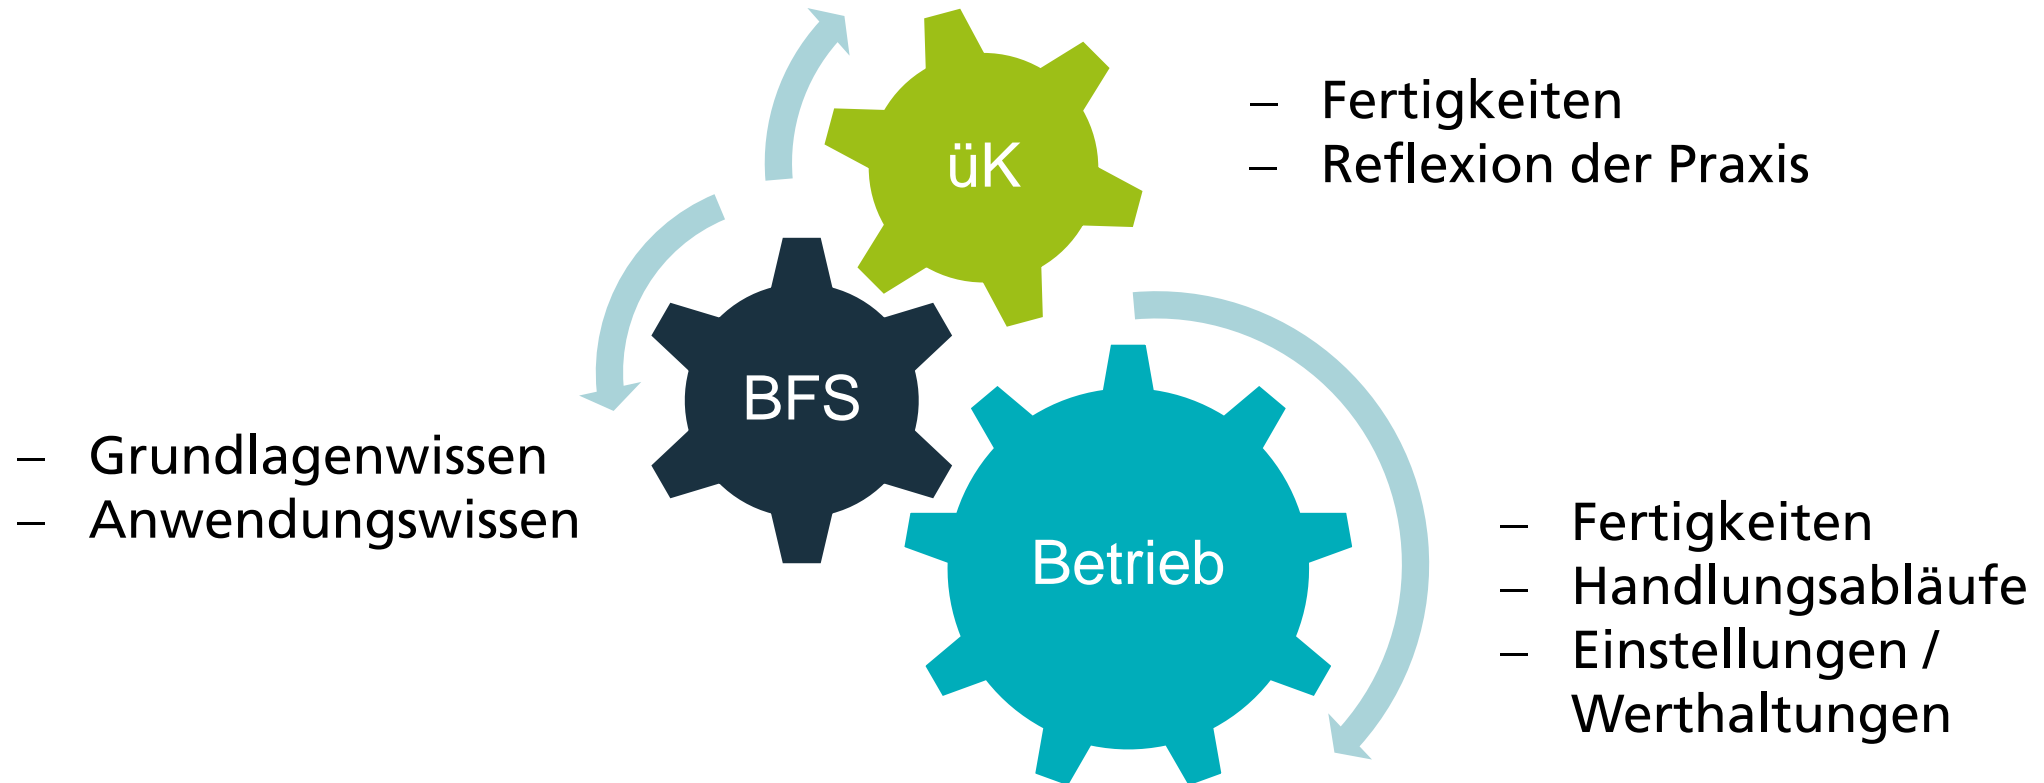 üK
– Fertigkeiten
– Reflexion der Praxis
BFS
– Grundlagenwissen
– Anwendungswissen
Betrieb
– Fertigkeiten
– Handlungsabläufe
– Einstellungen /
Werthaltungen